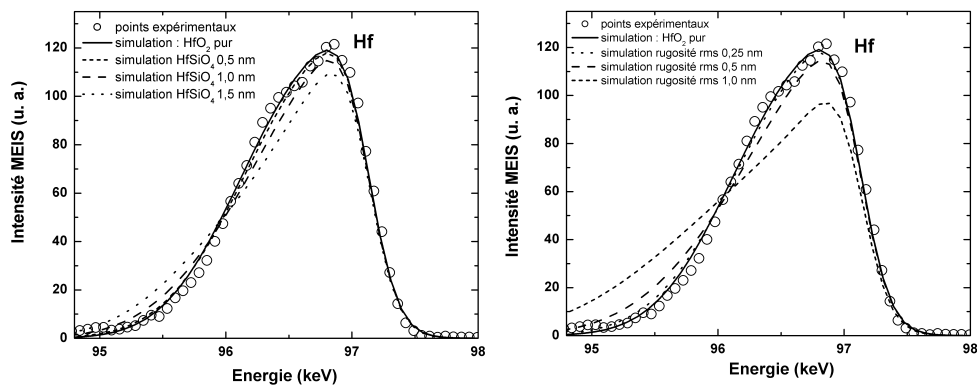 points expérimentaux
simulation : HfO2 pur
simulation HfSiO4 0,5 nm
simulation HfSiO4 1,0 nm
simulation HfSiO4 1,5 nm
Hf
Intensité MEIS (u. a.)
120
100
80
60
40
20
0
95
96
97
98
Energie (keV)
points expérimentaux
simulation : HfO2 pur
simulation rugosité rms 0,25 nm
simulation rugosité rms 0,5 nm
simulation rugosité rms 1,0 nm
Hf
Intensité MEIS (u. a.)
120
100
80
60
40
20
0
95
96
97
98
Energie (keV)